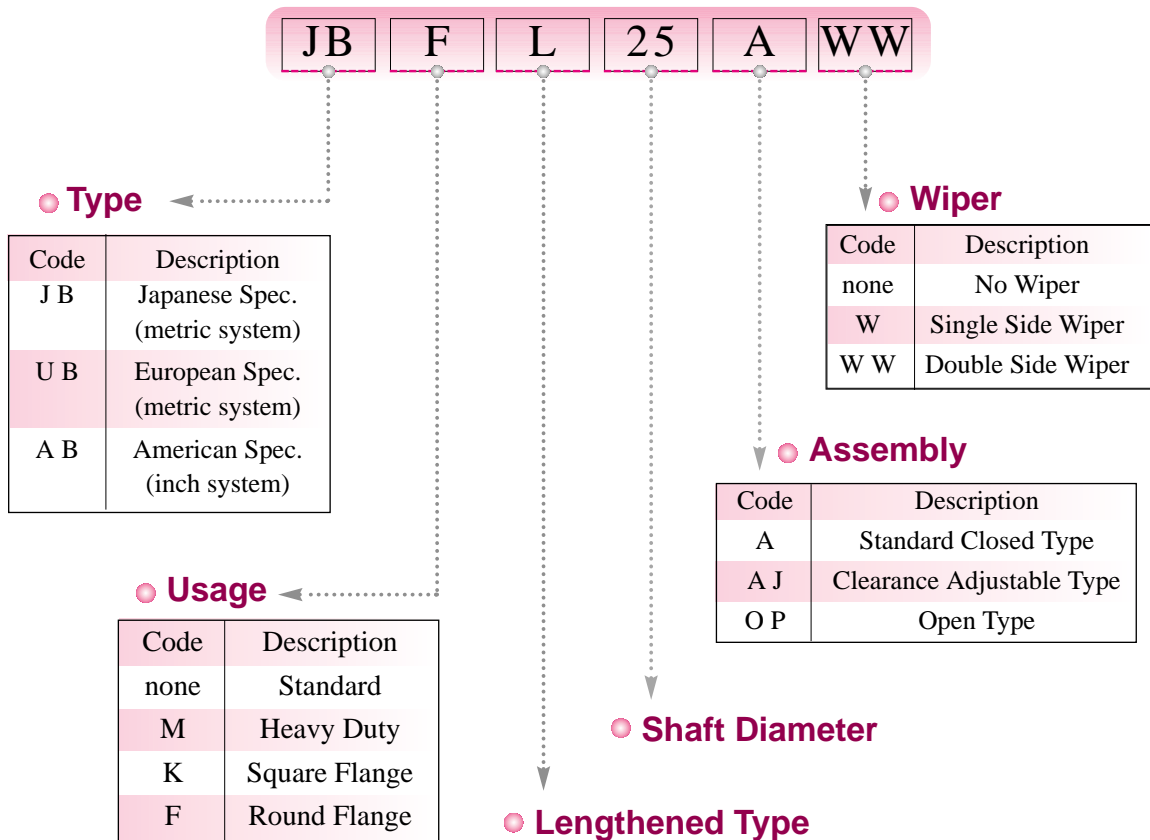 JB F L 25 A WW
Type
Code Description
J B Japanese Spec.
(metric system)
U B European Spec.
(metric system)
A B American Spec.
(inch system)
Wiper
Code Description
none No Wiper
W Single Side Wiper
W W Double Side Wiper
Assembly
Code Description
A Standard Closed Type
A J Clearance Adjustable Type
O P Open Type
Usage
Code Description
none Standard
M Heavy Duty
K Square Flange
F Round Flange
Shaft Diameter
Lengthened Type